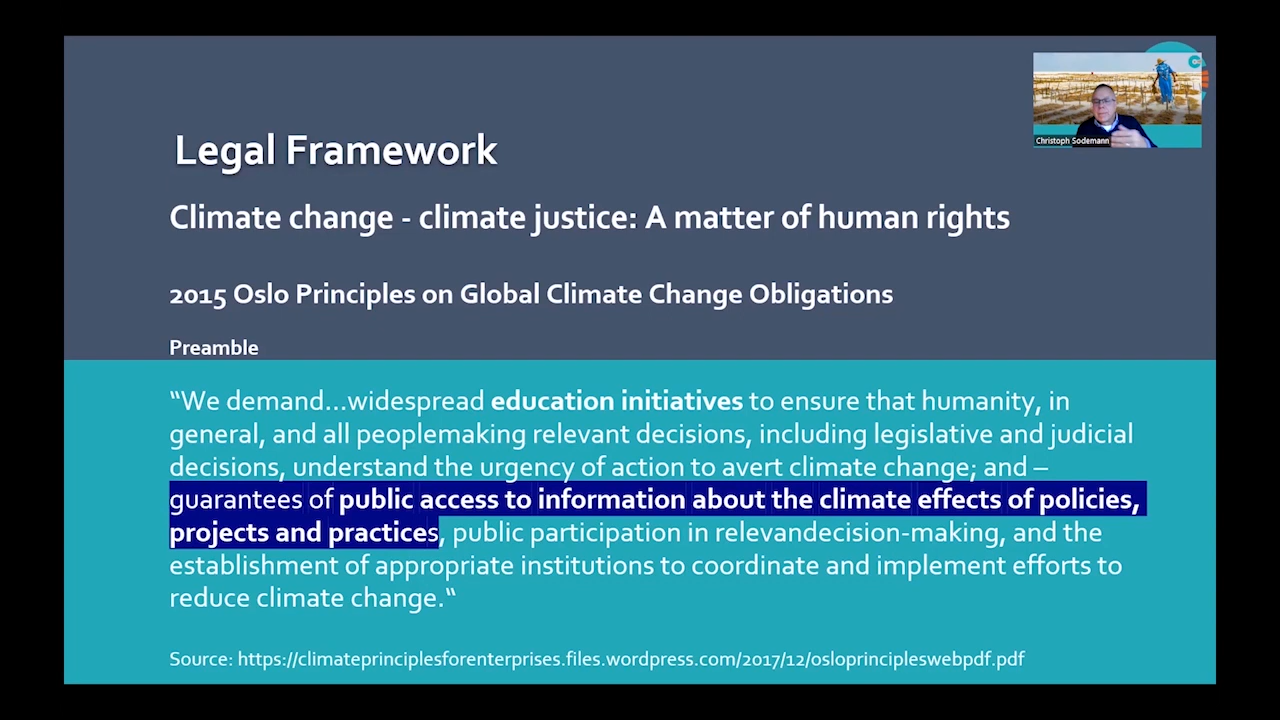 Christoph Sodemann
Legal Framework
Climate change - climate justice: A matter of human rights
2015 Oslo Principles on Global Climate Change Obligations
Preamble
“We demand...widespread education initiatives to ensure that humanity, in
general, and all peoplemaking relevant decisions, including legislative and judicial
decisions, understand the urgency of action to avert climate change; and –
guarantees of public access to information about the climate effects of policies,
projects and practices, public participation in relevandecision-making, and the
establishment of appropriate institutions to coordinate and implement efforts to
reduce climate change.“
Source: https://climateprinciplesforenterprises.files.wordpress.com/2017/12/osloprincipleswebpdf.pdf